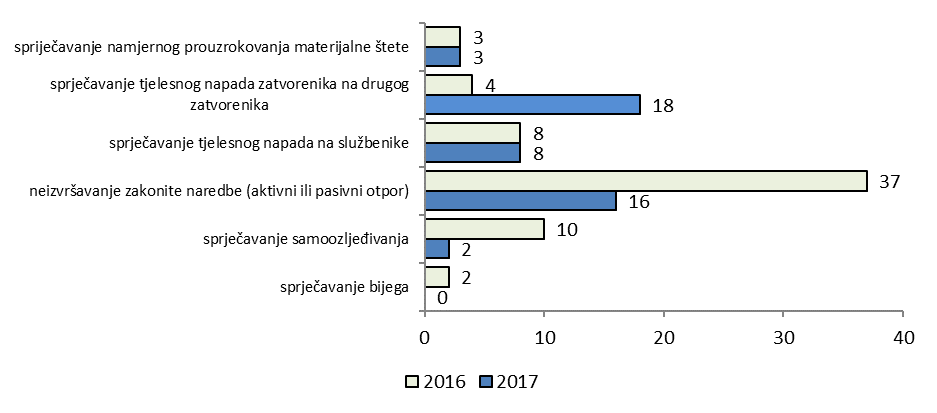 spriječavanje namjernog prouzrokovanja materijalne štete
3
3
sprječavanje tjelesnog napada zatvorenika na drugog
zatvorenika
4
18
sprječavanje tjelesnog napada na službenike
8
8
neizvršavanje zakonite naredbe (aktivni ili pasivni otpor)
37
16
sprječavanje samoozljeđivanja
10
2
sprječavanje bijega
2
0
0 10 20 30 40
2016 2017